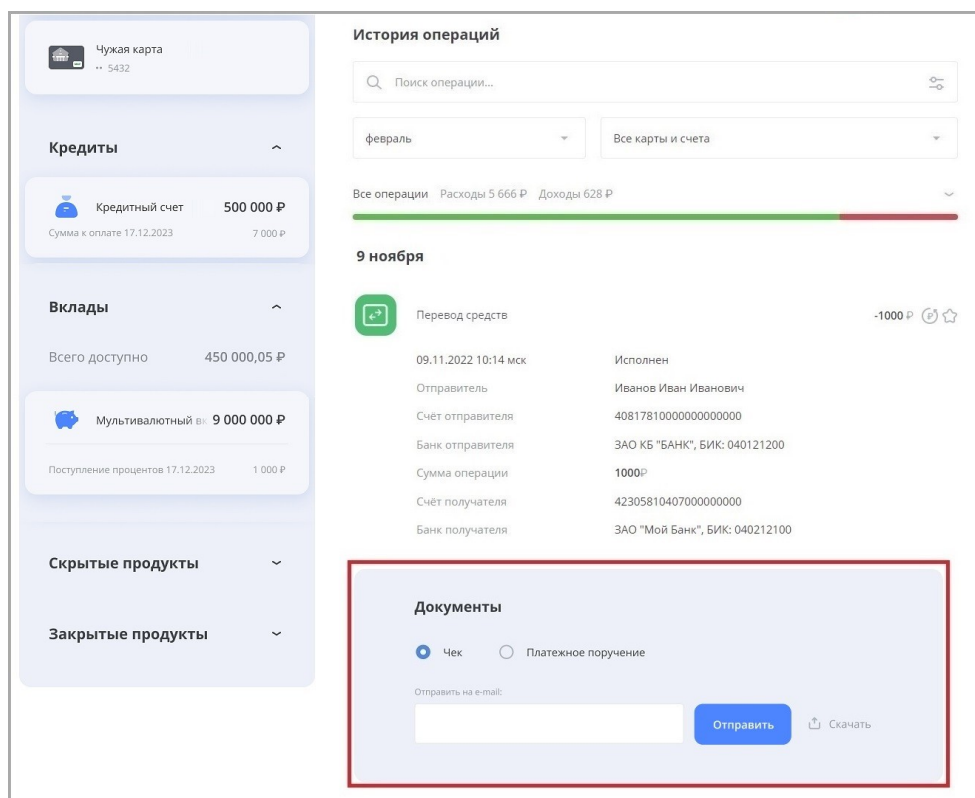 Чужая карта
·· 5432
Кредиты
Кредитный счет 500 000 ₽
Сумма к оплате 17.12.2023 7 000 ₽
Вклады
Всего доступно 450 000,05 ₽
Мультивалютный вк 9 000 000 ₽
Поступление процентов 17.12.2023 1 000 ₽
Скрытые продукты
Закрытые продукты
История операций
Поиск операции...
февраль Все карты и счета
Все операции Расходы 5 666 ₽ Доходы 628 ₽
9 ноября
Перевод средств -1000 ₽
09.11.2022 10:14 мск Исполнен
Отправитель Иванов Иван Иванович
Счёт отправителя 40817810000000000000
Банк отправителя ЗАО КБ "БАНК", БИК: 040121200
Сумма операции 1000₽
Счёт получателя 42305810407000000000
Банк получателя ЗАО "Мой Банк", БИК: 040212100
Документы
Чек Платежное поручение
Отправить на e-mail:
Отправить Скачать